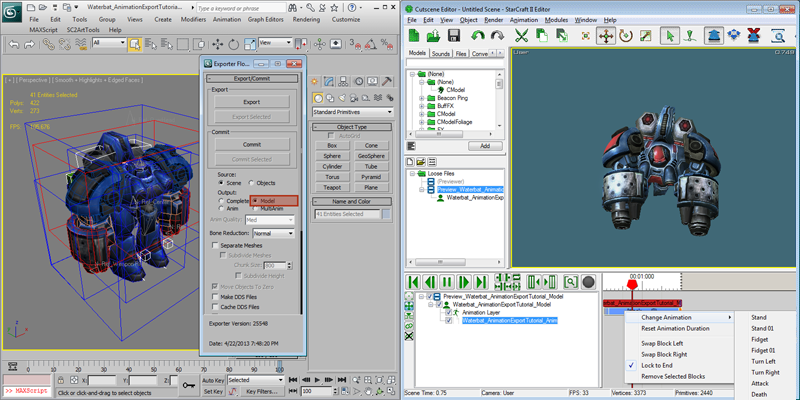 Waterbat_AnimationExportTutoria...
Edit Tools Group Views Create Modifiers Animation Graph Editors Rendering Customize
MAXScript SC2ArtTools Help
All
View
[ + ] [ Perspective ] [ Smooth + Highlights + Edged Faces ]
41 Entities Selected
Polys: 422
Verts: 273
FPS:
Exporter Flo...
Export/Commit
Export
Export
Export Selected
Commit
Commit
Commit Selected
Source:
Scene Objects
Output:
Complete Model
Anim MultiAnim
Anim Quality: Med
Bone Reduction: Normal
Separate Meshes
Subdivide Meshes
Chunk Size: 800
Subdivide Height
Move Objects To Zero
Make DDS Files
Cache DDS Files
Exporter Version: 25548
Date: 4/22/2013 7:48:20 PM
Standard Primitives
Object Type
AutoGrid
Box Cone
Sphere GeoSphere
Cylinder Tube
Torus Pyramid
Teapot Plane
Name and Color
41 Entities Selected
X: Y: Z:
Auto Key Selected
Set Key Key Filters...
100
>> MAXScript
Click or click-and-drag to select objects
Cutscene Editor - Untitled Scene - StarCraft II Editor
File Edit View Object Scene Animation Render Data Modules Window Help
Models Sounds Files Conver
(None)
(None)
CModel
Beacon Ping
BuffFX
CModel
CModelFoliage
FX
Add
Loose Files
(Previewer)
Preview_Waterbat_Animatio
Waterbat_AnimationExp
User
0.748
00:01:000
Preview_Waterbat_AnimationExportTutorial_Model
Waterbat_AnimationExportTutorial_Model
Animation Layer
Waterbat_AnimationExportTutorial_Anim
erbat_AnimationExportTutorial_M
Change Animation
Reset Animation Duration
Swap Block Left
Swap Block Right
Lock to End
Remove Selected Blocks
Stand
Stand 01
Fidget
Fidget 01
Turn Left
Turn Right
Attack
Death
Scene Time: 0.75 Camera: User FPS: 33 Vertices: 3373 Primitives: 2440